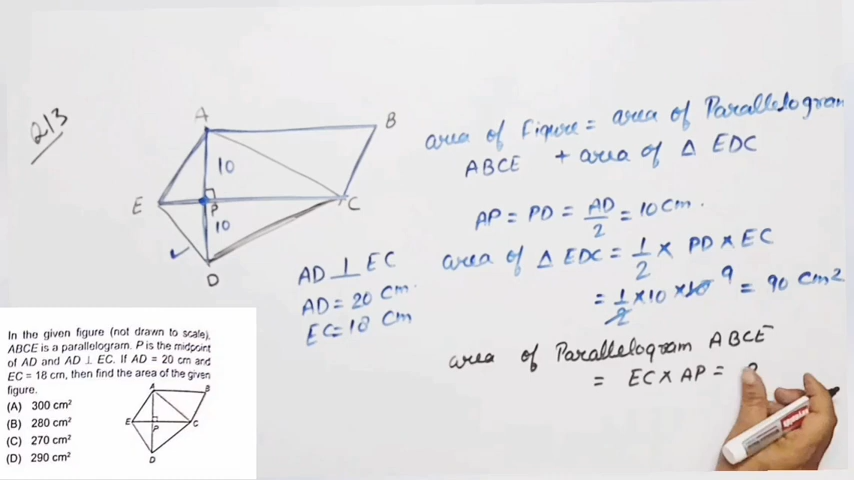 213
A
B
10
E
P
C
10
D
AD ⊥ EC
AD = 20 cm.
EC = 18 cm
area of Figure = area of Parallelogram
ABCE + area of Δ EDC
AP = PD = AD/2 = 10 cm.
area of Δ EDC = 1/2 × PD × EC
= 1/2 × 10 × 18 9 = 90 cm²
area of Parallelogram ABCE
= EC × AP =
In the given figure (not drawn to scale),
ABCE is a parallelogram. P is the midpoint
of AD and AD ⊥ EC. If AD = 20 cm and
EC = 18 cm, then find the area of the given
figure.
(A) 300 cm²
(B) 280 cm²
(C) 270 cm²
(D) 290 cm²
A
B
E
P
C
D